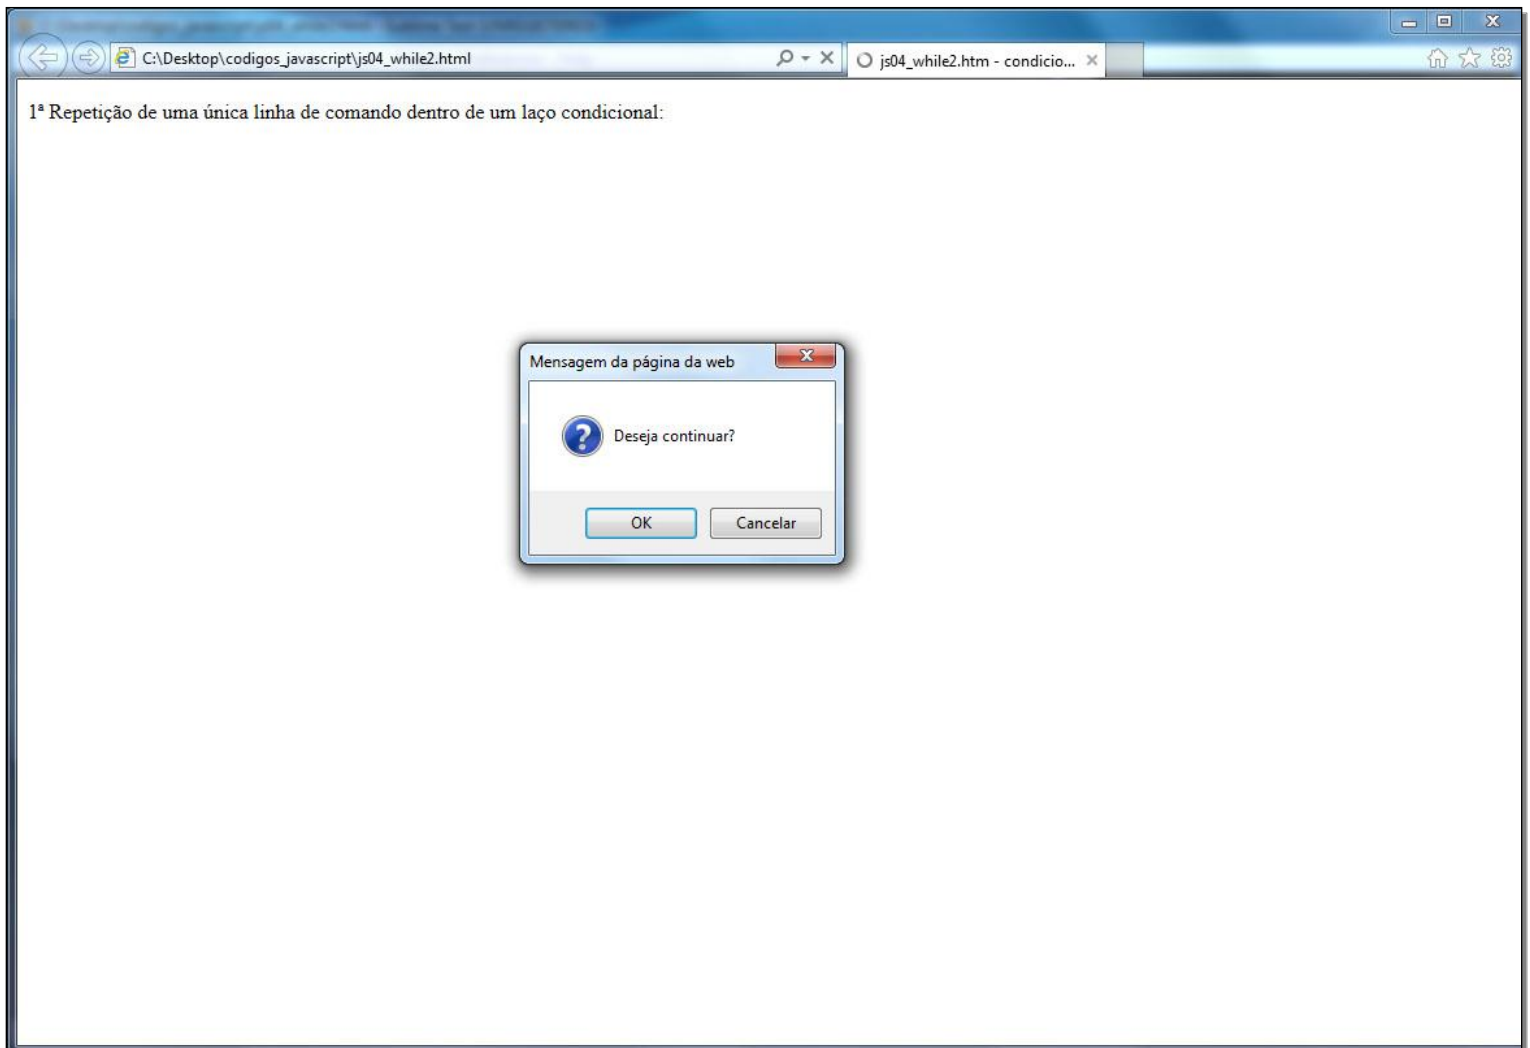 C:\Desktop\codigos_javascript\js04_while2.html
js04_while2.htm - condicio...
1ª Repetição de uma única linha de comando dentro de um laço condicional:
Mensagem da página da web
Deseja continuar?
OK
Cancelar